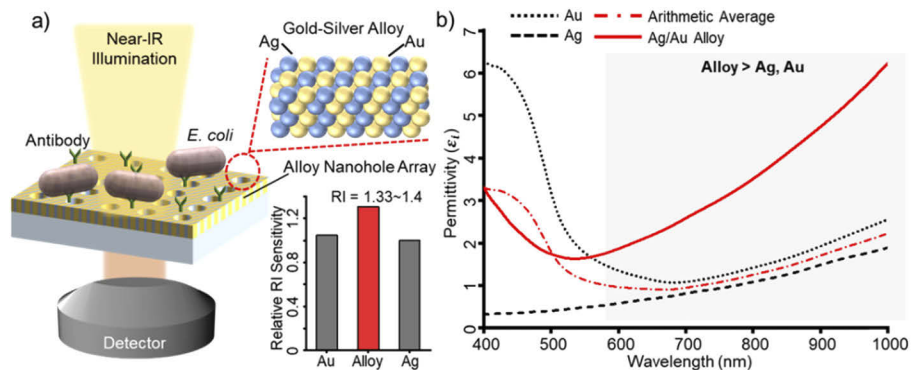 a)
Near-IR
Illumination
Gold-Silver Alloy
Ag
Au
Antibody
E. coli
Alloy Nanohole Array
Detector
RI = 1.33~1.4
Relative RI Sensitivity
1.2
0.8
0.4
0
Au Alloy Ag
b)
Au
Ag
Arithmetic Average
Ag/Au Alloy
Alloy > Ag, Au
Permittivity (εi)
7
6
5
4
3
2
1
0
400 500 600 700 800 900 1000
Wavelength (nm)